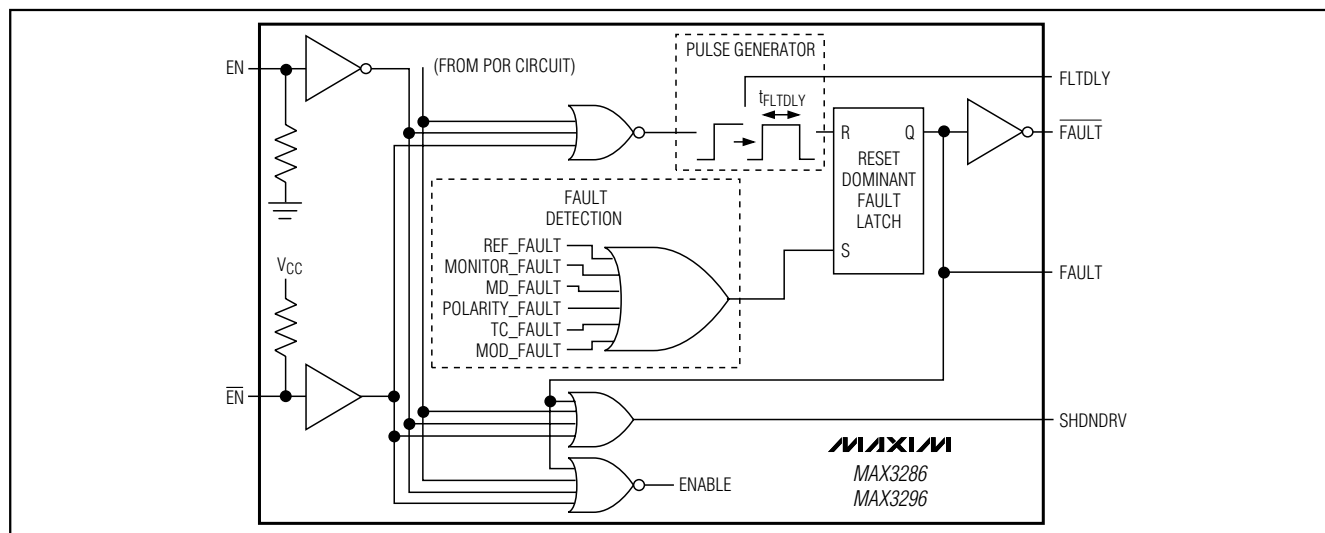 PULSE GENERATOR
EN
(FROM POR CIRCUIT)
FLTDLY
tFLTDLY
R
Q
FAULT
RESET
DOMINANT
FAULT
LATCH
S
FAULT
DETECTION
REF_FAULT
MONITOR_FAULT
MD_FAULT
POLARITY_FAULT
TC_FAULT
MOD_FAULT
VCC
FAULT
EN
SHDNDRV
MAXIM
MAX3286
MAX3296
ENABLE